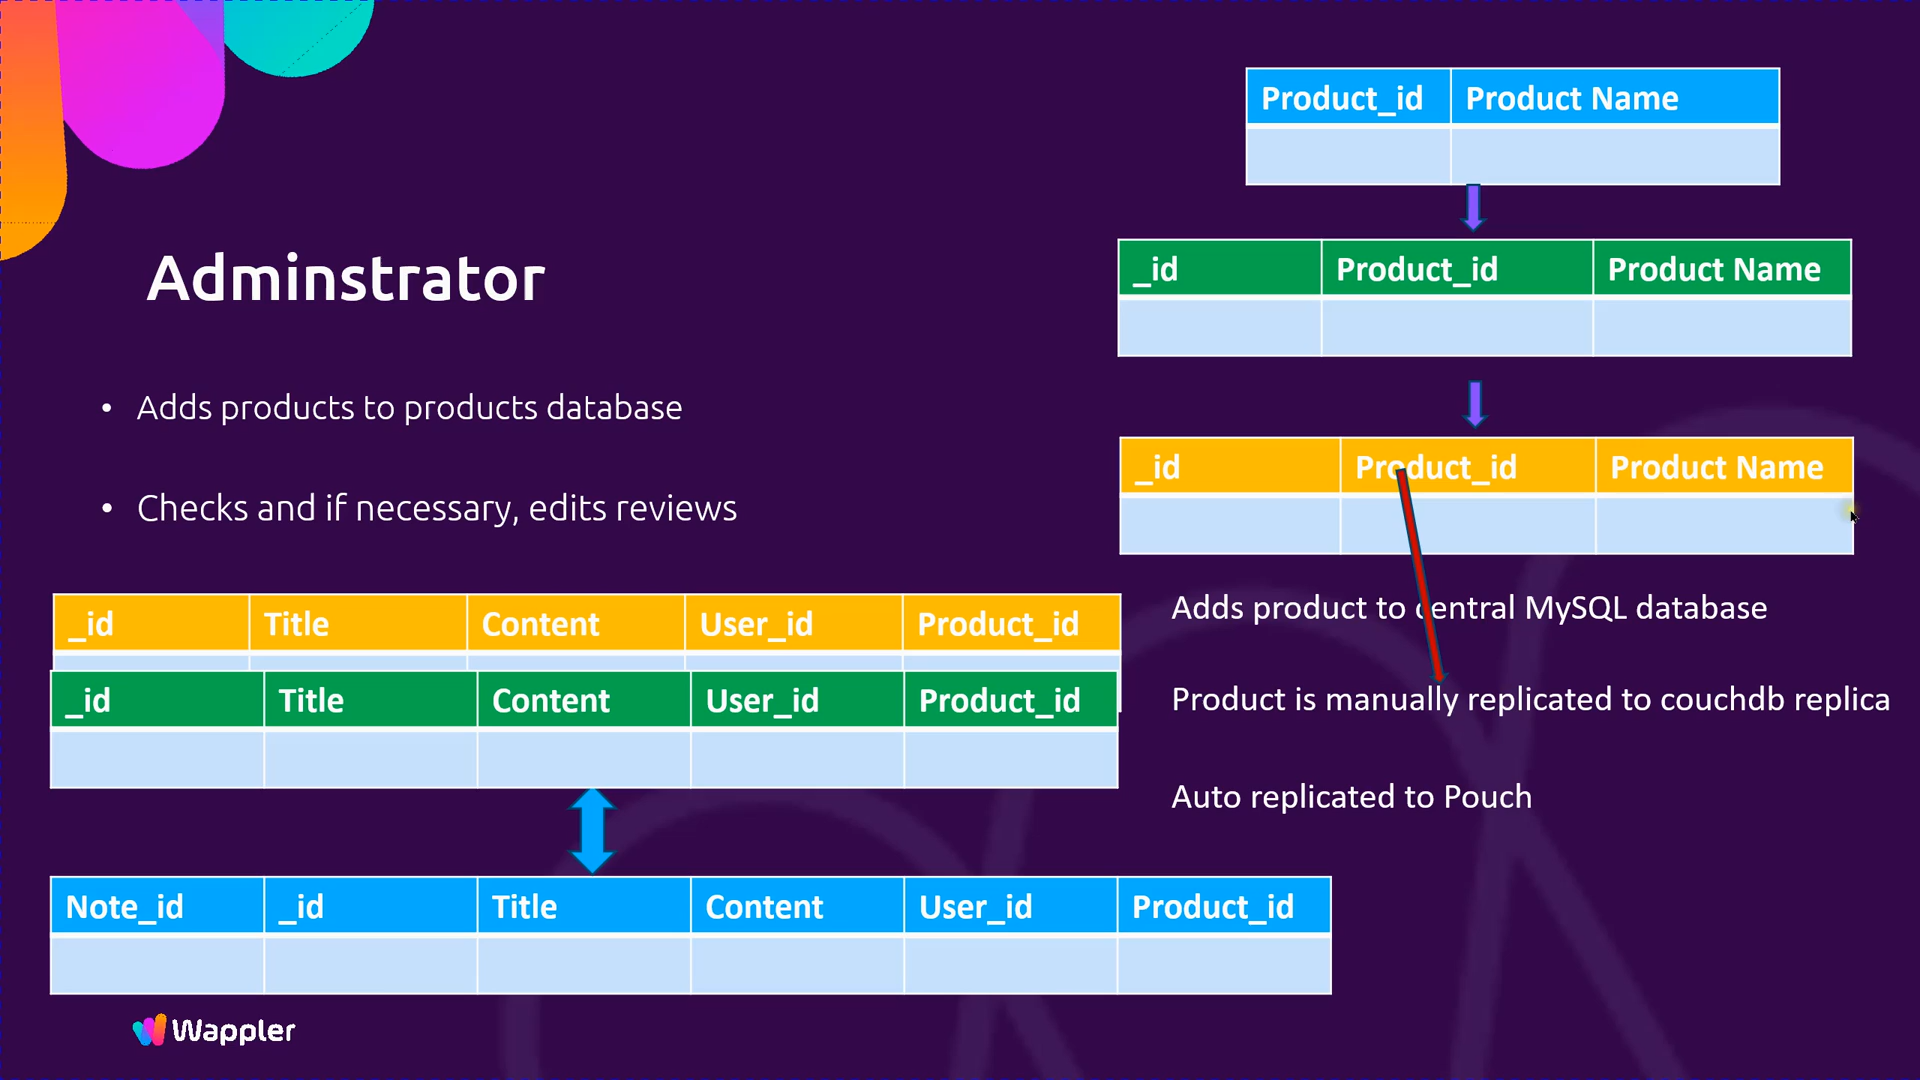 Product_id Product Name
_id Product_id Product Name
Adminstrator
• Adds products to products database
• Checks and if necessary, edits reviews
_id Product_id Product Name
Adds product to central MySQL database
Product is manually replicated to couchdb replica
Auto replicated to Pouch
_id Title Content User_id Product_id
_id Title Content User_id Product_id
Note_id _id Title Content User_id Product_id
Wappler